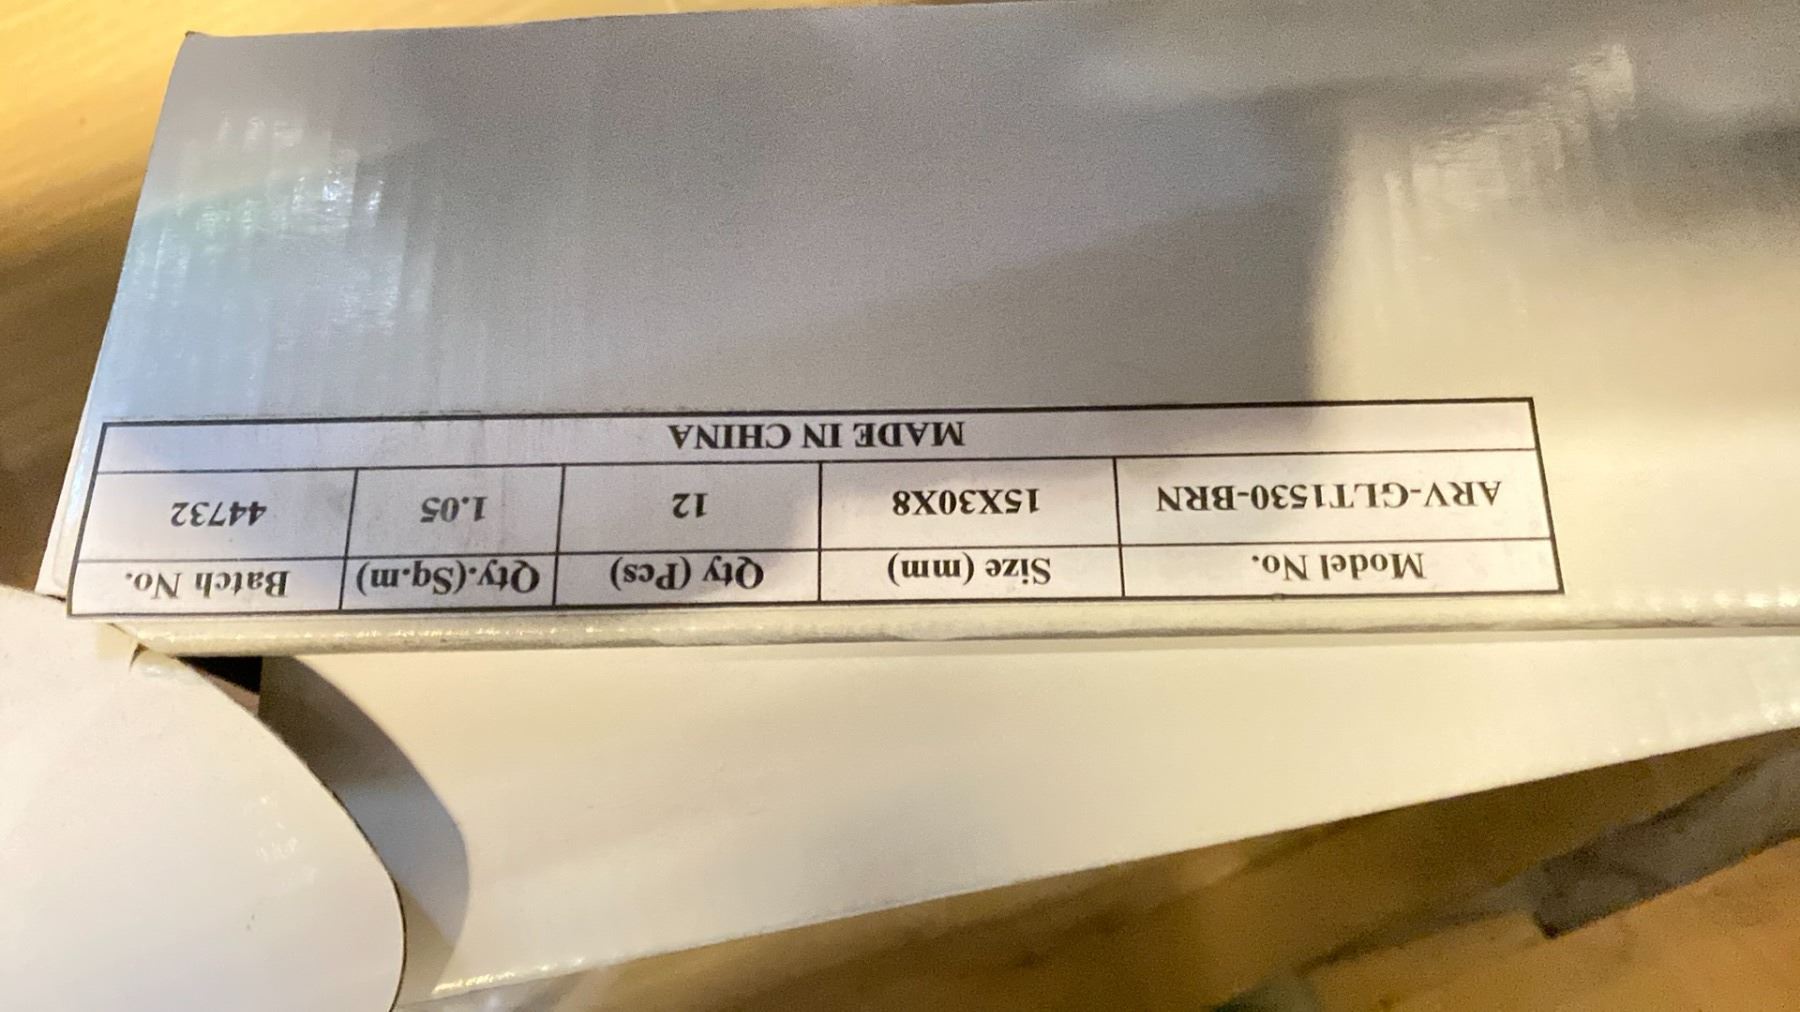 Model No. Size (mm) Qty (Pcs) Qty.(Sq.m) Batch No.
ARV-GLT1530-BRN 15X30X8 12 1.05 44732
MADE IN CHINA